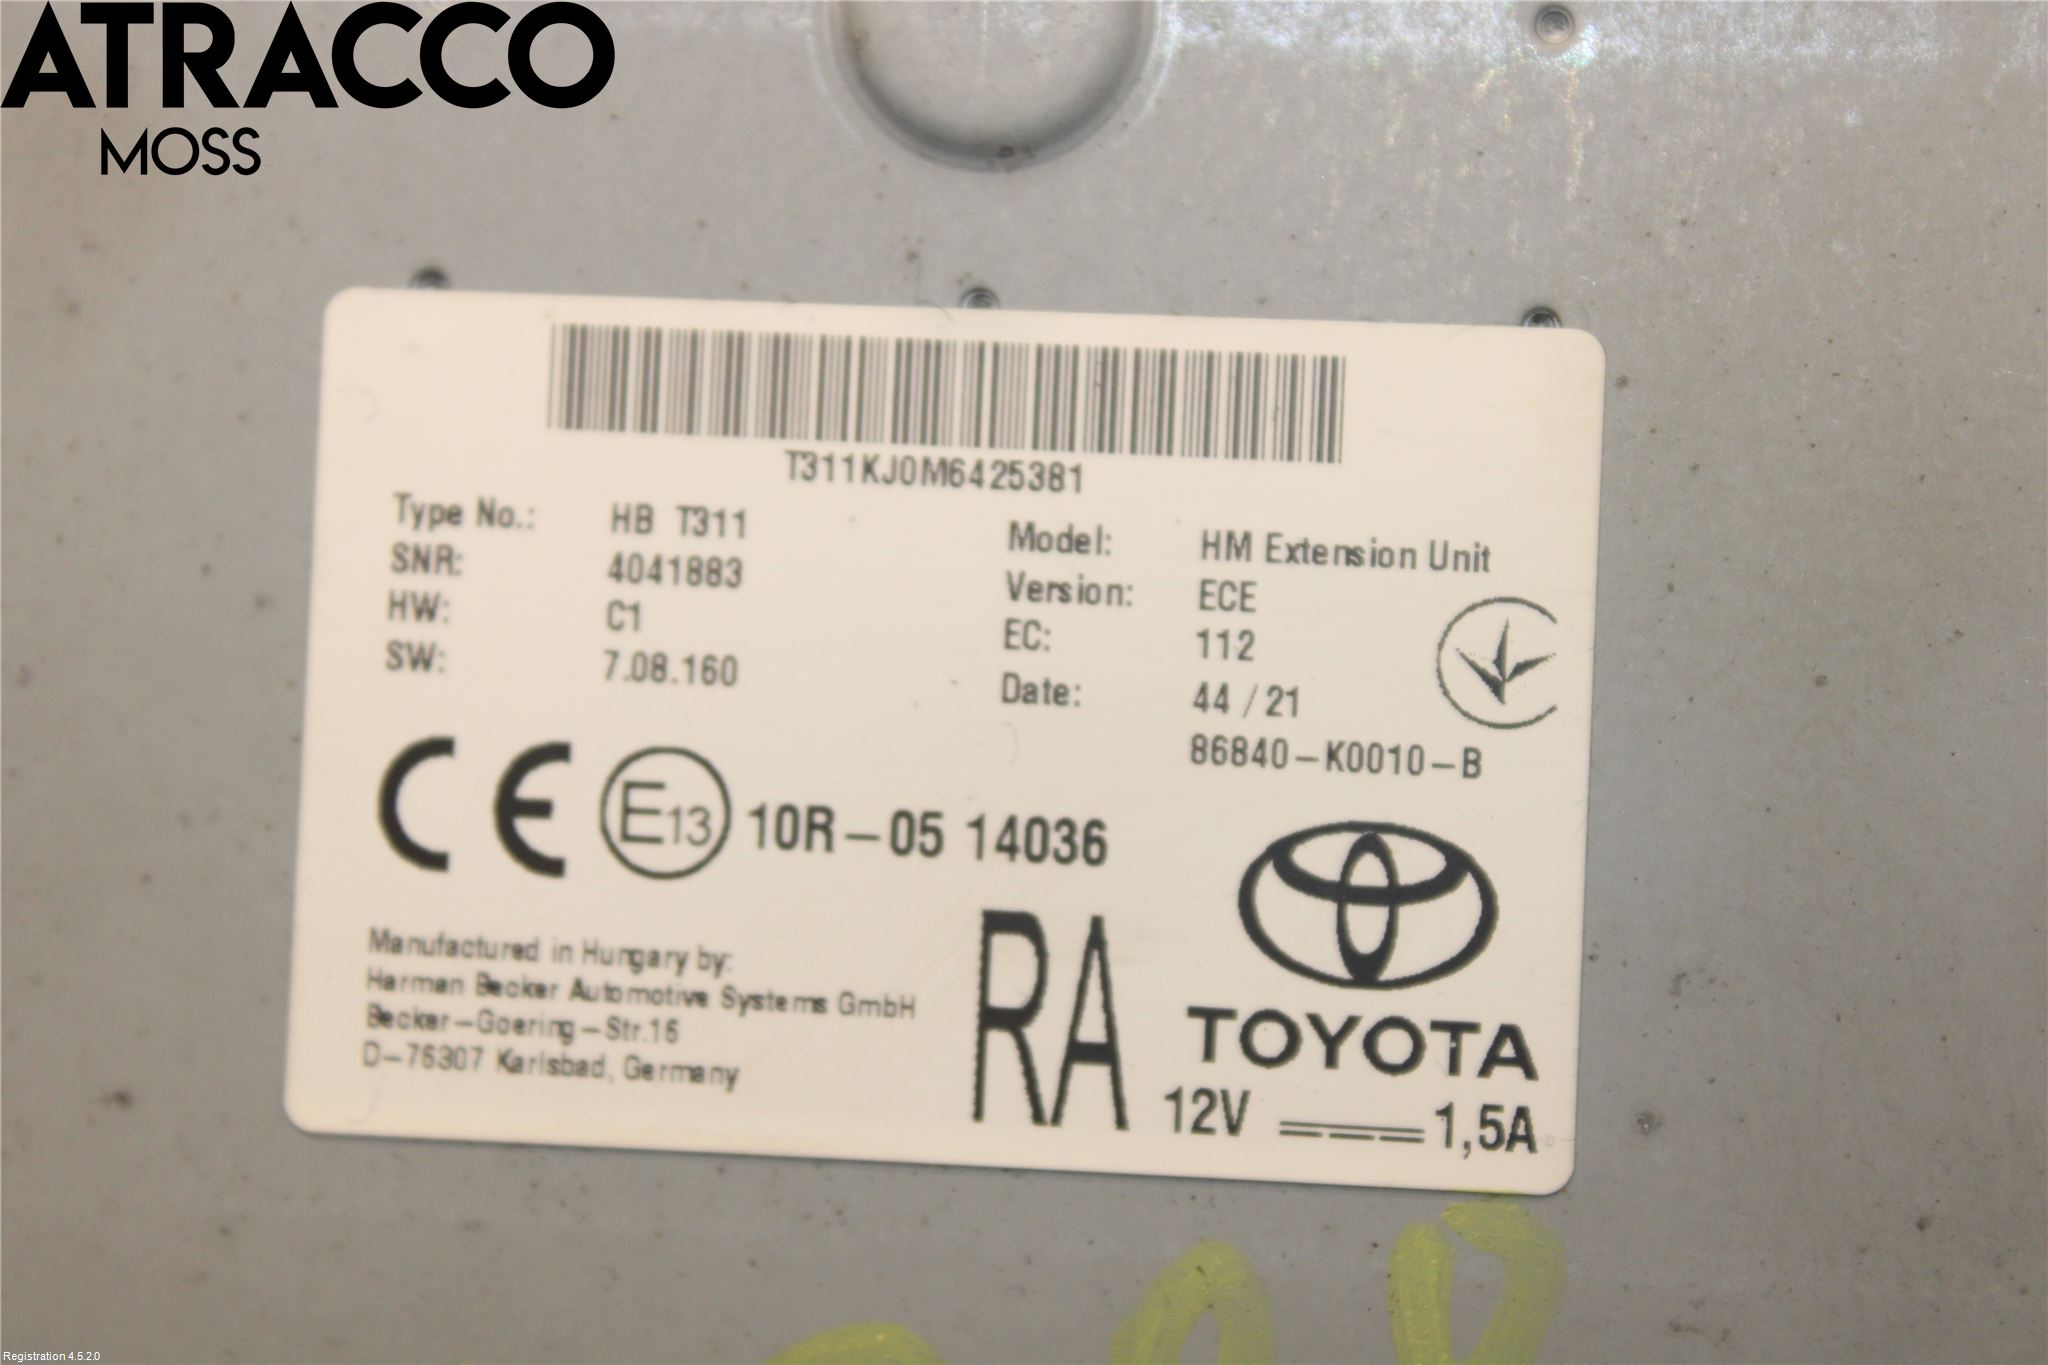 ATRACCO
MOSS
T311KJ0M6425381
Type No.: HB T311
SNR: 4041883
HW: C1
SW: 7.08.160
Model: HM Extension Unit
Version: ECE
EC: 112
Date: 44 / 21
86840-K0010-B
CE E13 10R-05 14036
Manufactured in Hungary by:
Harman Becker Automotive Systems GmbH
Becker-Goering-Str.16
D-76307 Karlsbad, Germany
RA
TOYOTA
12V 1,5A
Registration 4.5.2.0